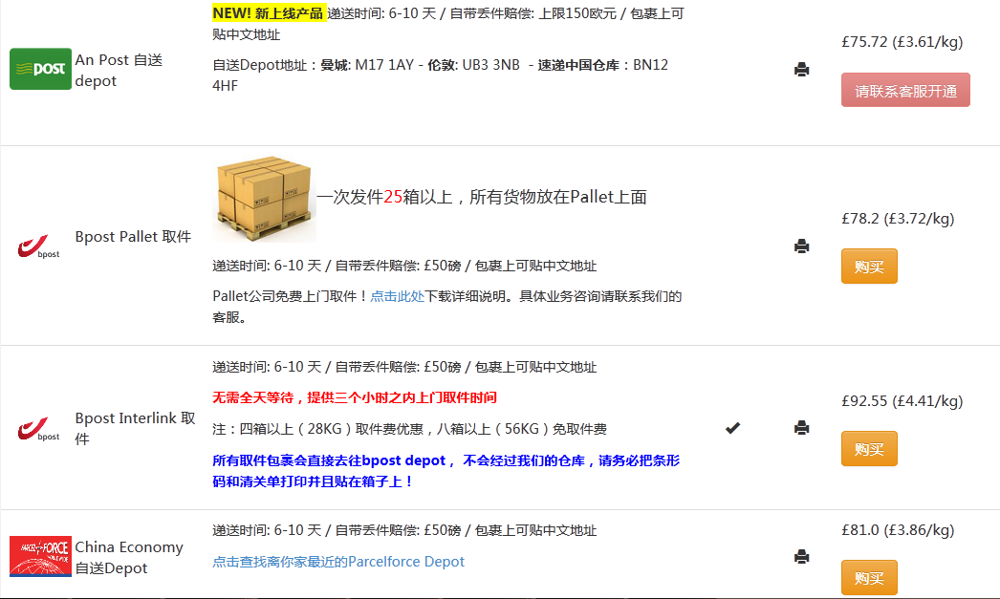 NEW! 新上线产品 递送时间: 6-10 天 / 自带丢件赔偿: 上限150欧元 / 包裹上可
贴中文地址
£75.72 (£3.61/kg)
post
An Post 自送
depot
自送Depot地址：曼城: M17 1AY - 伦敦: UB3 3NB - 速递中国仓库：BN12
4HF
请联系客服开通
一次发件25箱以上，所有货物放在Pallet上面
£78.2 (£3.72/kg)
bpost
Bpost Pallet 取件
递送时间: 6-10 天 / 自带丢件赔偿: £50磅 / 包裹上可贴中文地址
购买
Pallet公司免费上门取件！点击此处下载详细说明。具体业务咨询请联系我们的
客服。
递送时间: 6-10 天 / 自带丢件赔偿: £50磅 / 包裹上可贴中文地址
无需全天等待，提供三个小时之内上门取件时间
£92.55 (£4.41/kg)
bpost
Bpost Interlink 取
件
注：四箱以上（28KG）取件费优惠，八箱以上（56KG）免取件费
购买
所有取件包裹会直接去往bpost depot， 不会经过我们的仓库，请务必把条形
码和清关单打印并且贴在箱子上！
递送时间: 6-10 天 / 自带丢件赔偿: £50磅 / 包裹上可贴中文地址
£81.0 (£3.86/kg)
PARCELFORCE
WORLDWIDE
China Economy
自送Depot
点击查找离你家最近的Parcelforce Depot
购买